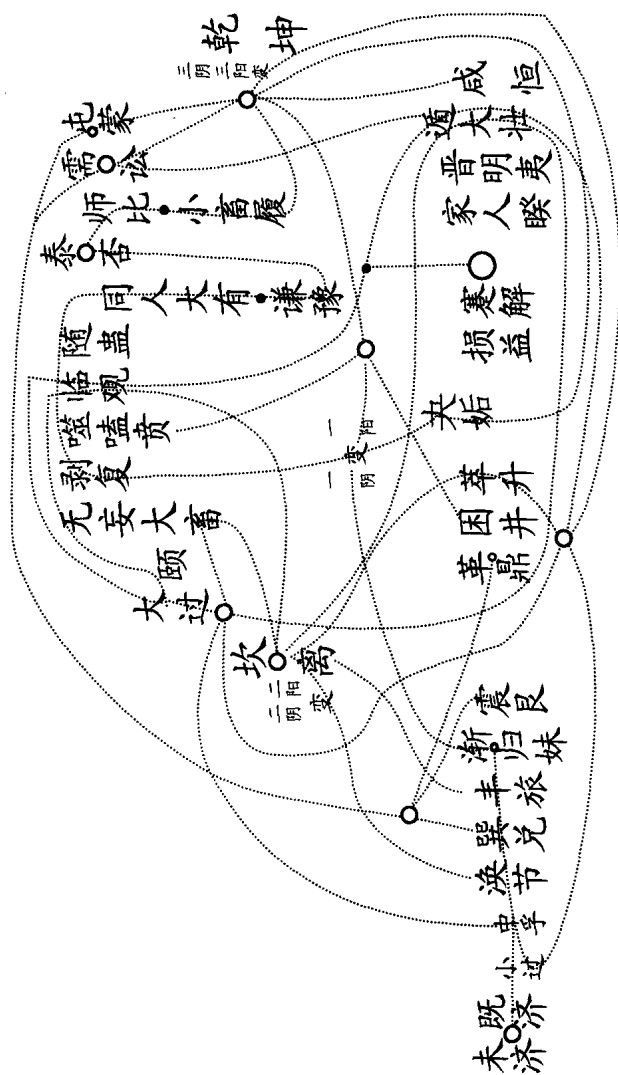 乾 坤
三阴三阳变
屯蒙
需讼
师比 小畜履
泰否
同人大有 谦豫
随蛊
临观
噬嗑贲
剥复
无妄大畜
颐
大过
坎离
二阳
二阴
变
咸恒
遁大壮
晋明夷
家人睽
蹇解
损益
夬姤
萃升
困井
革鼎
一 阳
变
一 阴
震艮
渐归妹
丰旅
巽兑
涣节
中孚
小过
既济
未济